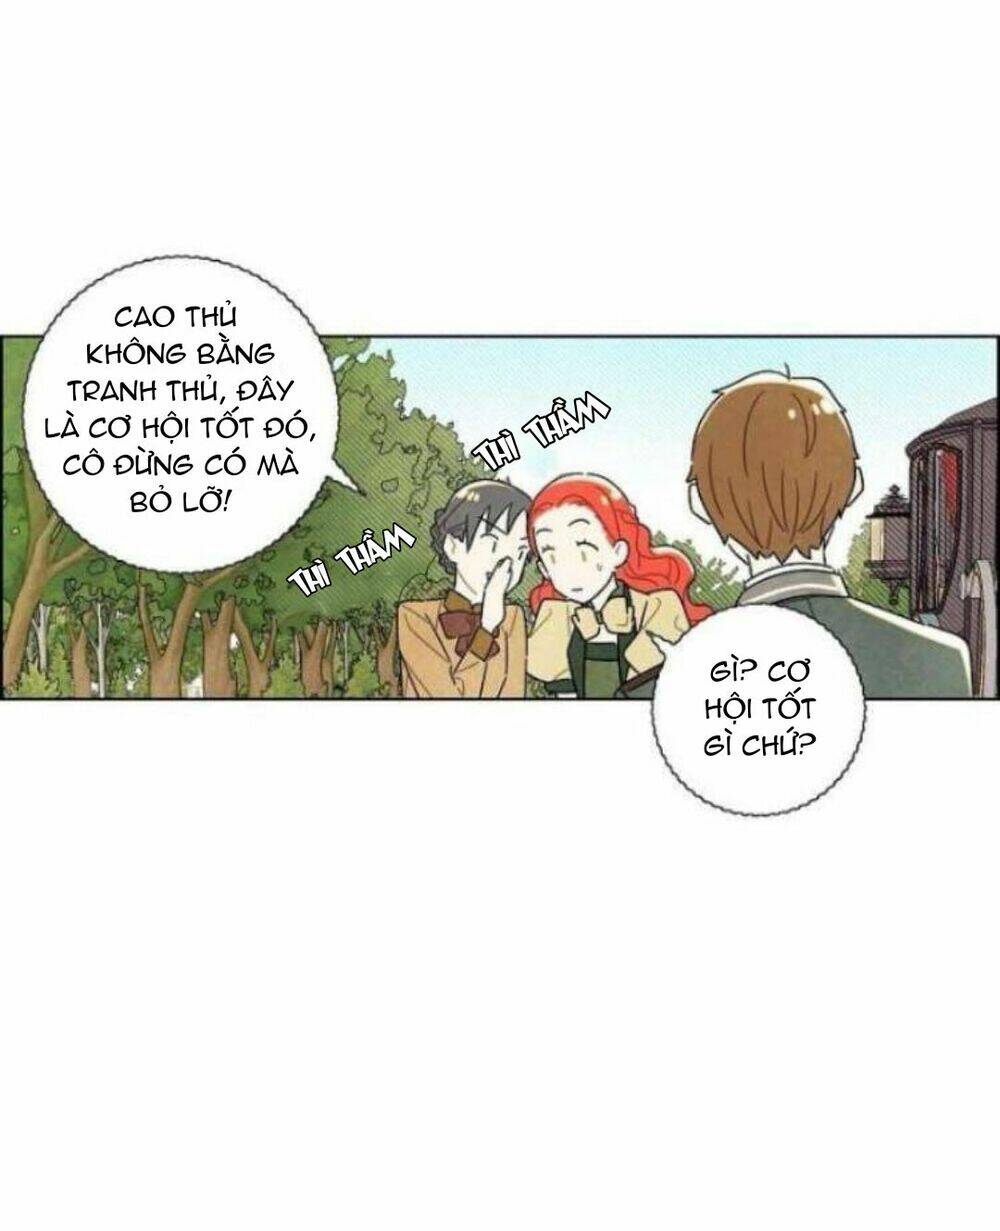 CAO THỦ
KHÔNG BẰNG
TRANH THỦ, ĐÂY
LÀ CƠ HỘI TỐT ĐÓ,
CÔ ĐỪNG CÓ MÀ
BỎ LỠ!
THÌ THẦM
THÌ THẦM
GÌ? CƠ
HỘI TỐT
GÌ CHỨ?